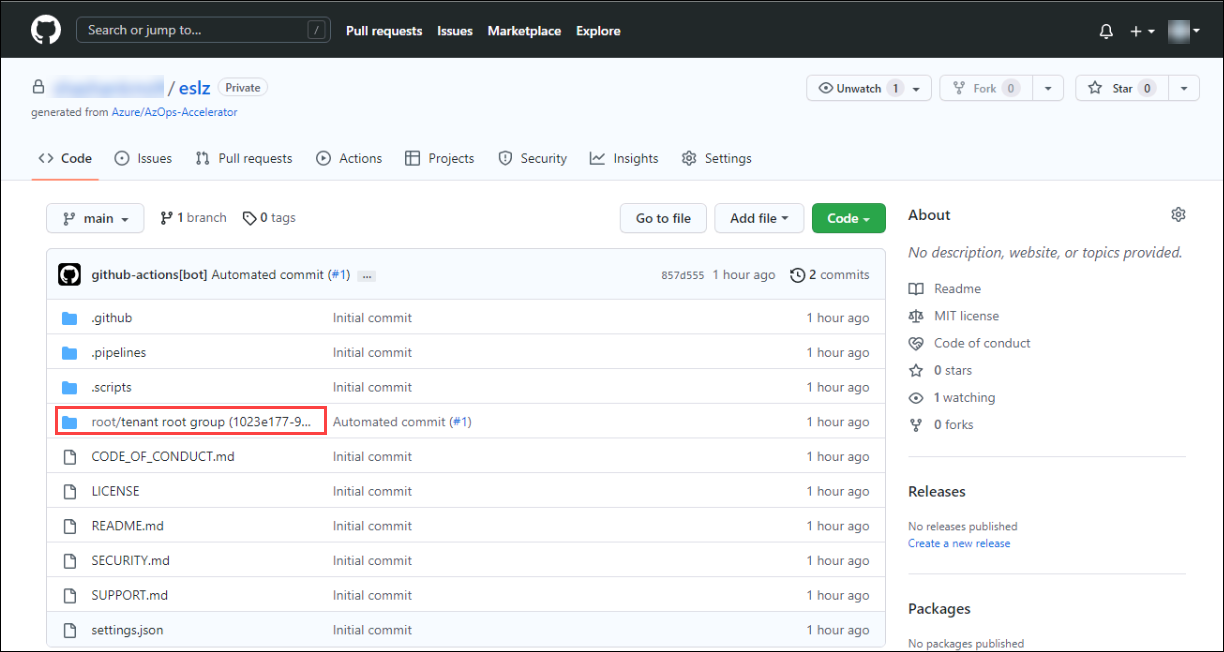 Search or jump to... /
Pull requests Issues Marketplace Explore
/ eslz Private
Unwatch 1 Fork 0 Star 0
generated from Azure/AzOps-Accelerator
Code Issues Pull requests Actions Projects Security Insights Settings
main 1 branch 0 tags Go to file Add file Code
github-actions[bot] Automated commit (#1) ... 857d555 1 hour ago 2 commits
.github Initial commit 1 hour ago
.pipelines Initial commit 1 hour ago
.scripts Initial commit 1 hour ago
root/tenant root group (1023e177-9... Automated commit (#1) 1 hour ago
CODE_OF_CONDUCT.md Initial commit 1 hour ago
LICENSE Initial commit 1 hour ago
README.md Initial commit 1 hour ago
SECURITY.md Initial commit 1 hour ago
SUPPORT.md Initial commit 1 hour ago
settings.json Initial commit 1 hour ago
About
No description, website, or topics provided.
Readme
MIT license
Code of conduct
0 stars
1 watching
0 forks
Releases
No releases published
Create a new release
Packages
No packages published